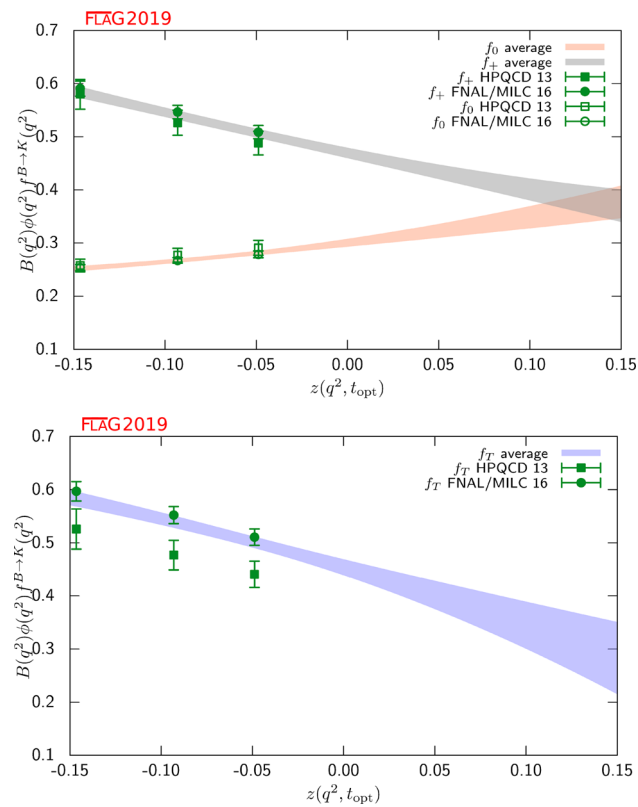 FLAG2019
0.7
f₀ average
f₊ average
f₊ HPQCD 13
f₊ FNAL/MILC 16
f₀ HPQCD 13
f₀ FNAL/MILC 16
0.6
0.5
0.4
0.3
0.2
0.1
B(q²)ϕ(q²)f^{B→K}(q²)
-0.15 -0.10 -0.05 0.00 0.05 0.10 0.15
z(q², t_opt)
FLAG2019
0.7
f_T average
f_T HPQCD 13
f_T FNAL/MILC 16
0.6
0.5
0.4
0.3
0.2
0.1
B(q²)ϕ(q²)f^{B→K}(q²)
-0.15 -0.10 -0.05 0.00 0.05 0.10 0.15
z(q², t_opt)